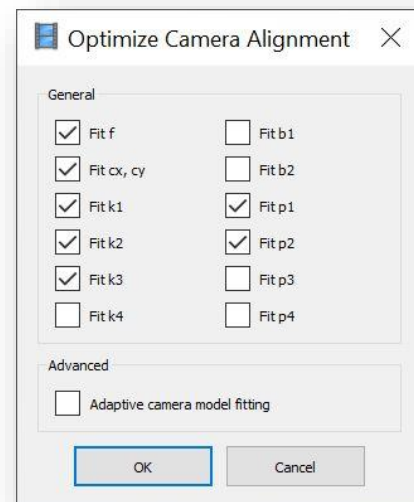 Optimize Camera Alignment
General
Fit f
Fit b1
Fit cx, cy
Fit b2
Fit k1
Fit p1
Fit k2
Fit p2
Fit k3
Fit p3
Fit k4
Fit p4
Advanced
Adaptive camera model fitting
OK
Cancel